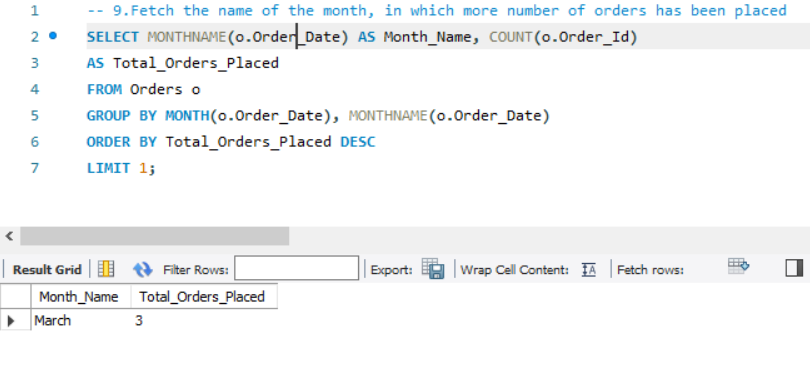 1 -- 9.Fetch the name of the month, in which more number of orders has been placed
2 SELECT MONTHNAME(o.Order_Date) AS Month_Name, COUNT(o.Order_Id)
3 AS Total_Orders_Placed
4 FROM Orders o
5 GROUP BY MONTH(o.Order_Date), MONTHNAME(o.Order_Date)
6 ORDER BY Total_Orders_Placed DESC
7 LIMIT 1;
Result Grid Filter Rows: Export: Wrap Cell Content: IA Fetch rows:
Month_Name Total_Orders_Placed
March 3